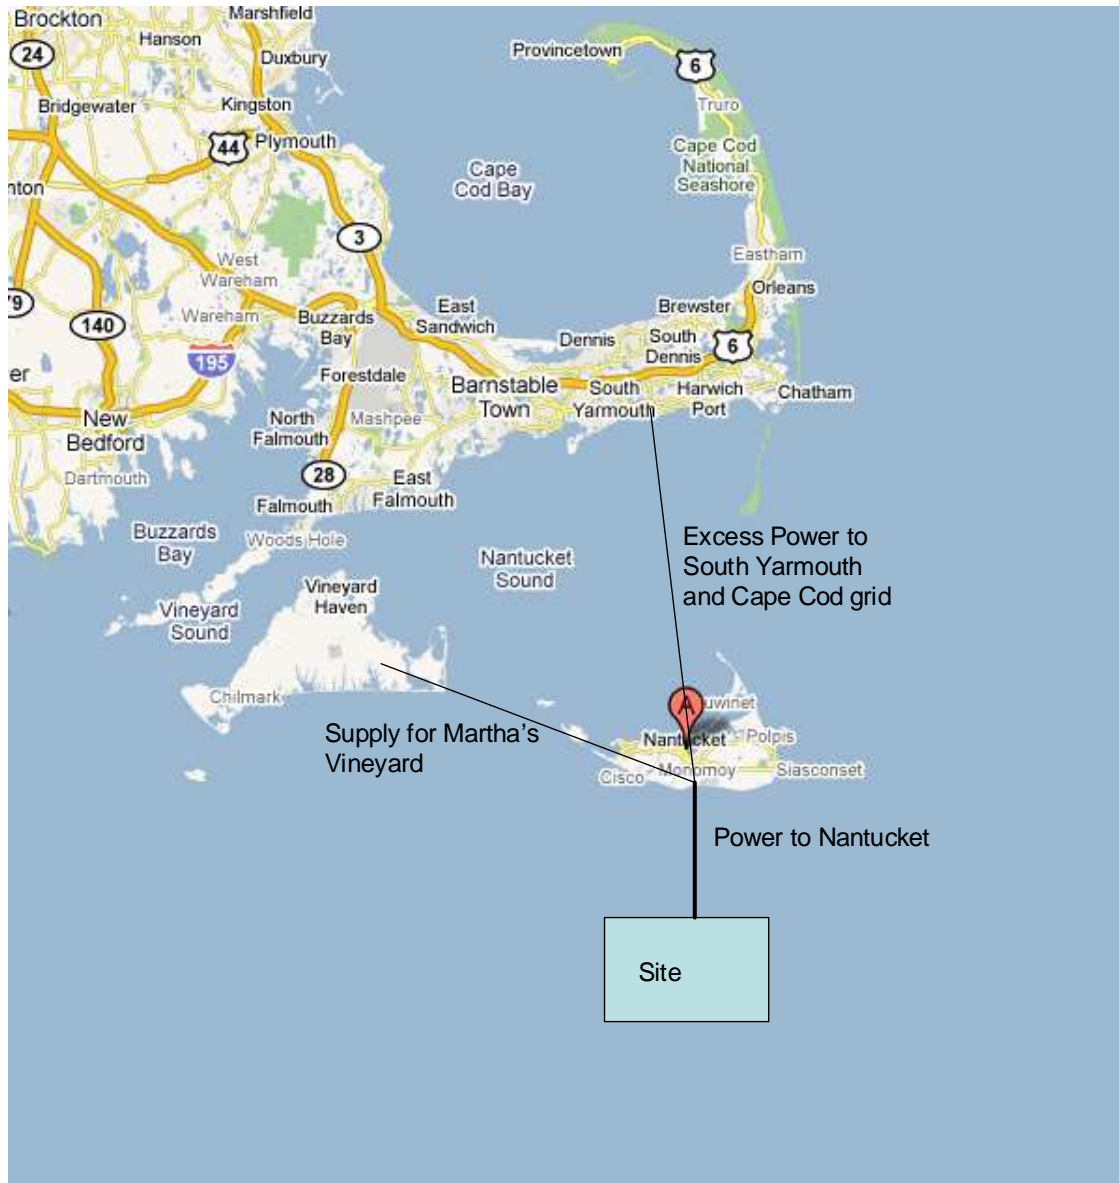 Brockton
Marshfield
24
Hanson
Duxbury
Provincetown
6
Bridgewater
Kingston
Truro
44
Plymouth
Cape
Cod Bay
Cape Cod
National
Seashore
nton
3
West
Wareham
Eastham
Orleans
79
140
Wareham
Buzzards
Bay
East
Sandwich
Brewster
Dennis
South
Dennis
6
195
er
Forestdale
Barnstable
Town
South
Yarmouth
Harwich
Port
Chatham
New
Bedford
North
Falmouth
Mashpee
Dartmouth
28
East
Falmouth
Falmouth
Buzzards
Bay
Woods Hole
Nantucket
Sound
Excess Power to
South Yarmouth
and Cape Cod grid
Vineyard
Haven
Vineyard
Sound
Chilmark
A
uwinet
Supply for Martha's
Vineyard
Nantucket
Polpis
Cisco
Monomoy
Siasconset
Power to Nantucket
Site